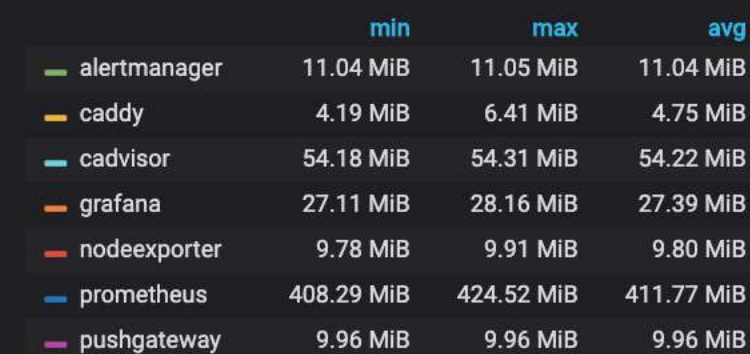 min max avg
alertmanager 11.04 MiB 11.05 MiB 11.04 MiB
caddy 4.19 MiB 6.41 MiB 4.75 MiB
cadvisor 54.18 MiB 54.31 MiB 54.22 MiB
grafana 27.11 MiB 28.16 MiB 27.39 MiB
nodeexporter 9.78 MiB 9.91 MiB 9.80 MiB
prometheus 408.29 MiB 424.52 MiB 411.77 MiB
pushgateway 9.96 MiB 9.96 MiB 9.96 MiB